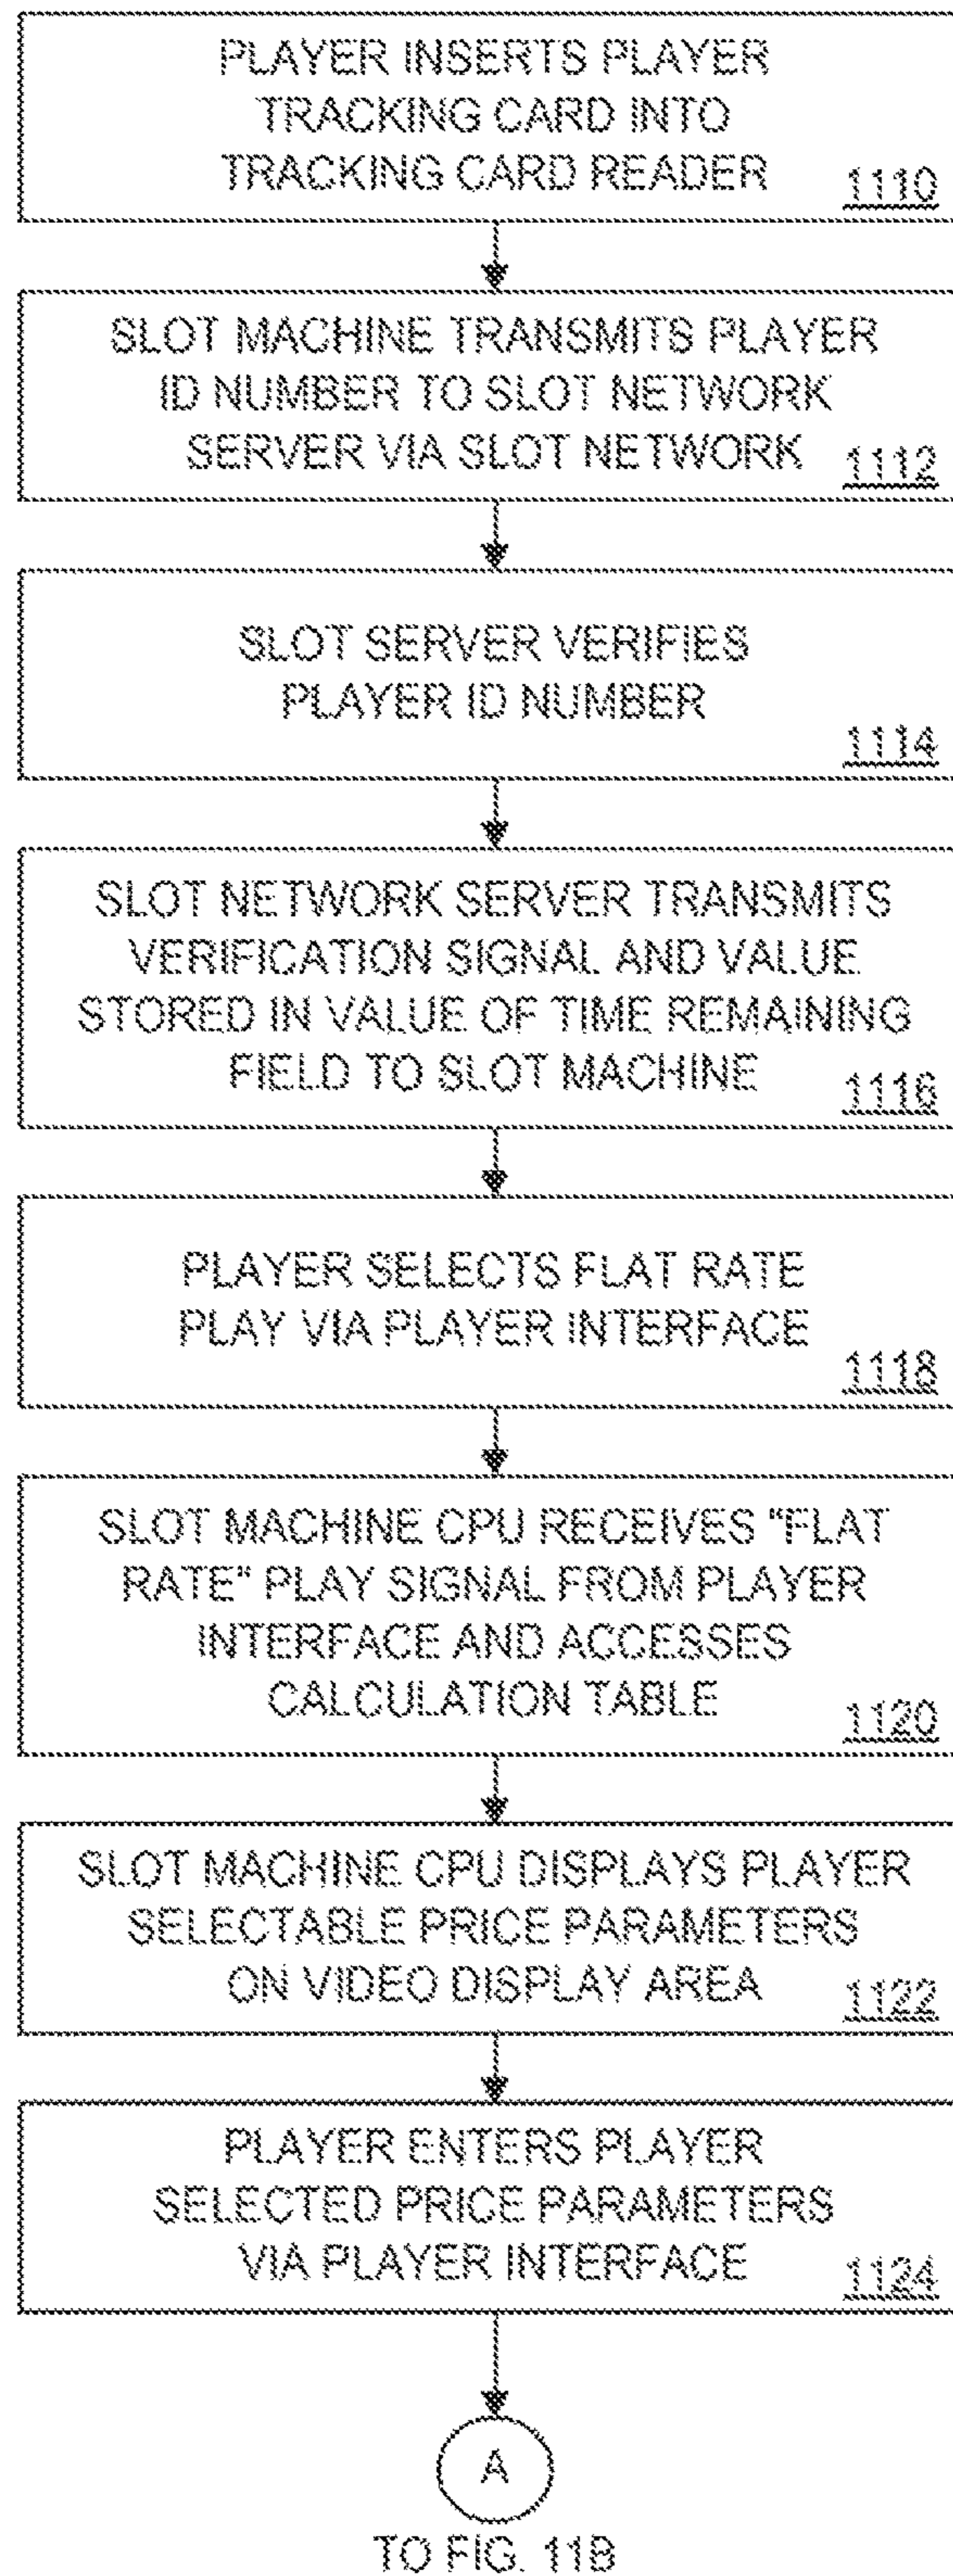 PLAYER INSERTS PLAYER
TRACKING CARD INTO
TRACKING CARD READER
1110
SLOT MACHINE TRANSMITS PLAYER
ID NUMBER TO SLOT NETWORK
SERVER VIA SLOT NETWORK
1112
SLOT SERVER VERIFIES
PLAYER ID NUMBER
1114
SLOT NETWORK SERVER TRANSMITS
VERIFICATION SIGNAL AND VALUE
STORED IN VALUE OF TIME REMAINING
FIELD TO SLOT MACHINE
1116
PLAYER SELECTS FLAT RATE
PLAY VIA PLAYER INTERFACE
1118
SLOT MACHINE CPU RECEIVES "FLAT
RATE" PLAY SIGNAL FROM PLAYER
INTERFACE AND ACCESSES
CALCULATION TABLE
1120
SLOT MACHINE CPU DISPLAYS PLAYER
SELECTABLE PRICE PARAMETERS
ON VIDEO DISPLAY AREA
1122
PLAYER ENTERS PLAYER
SELECTED PRICE PARAMETERS
VIA PLAYER INTERFACE
1124
A
TO FIG. 11B